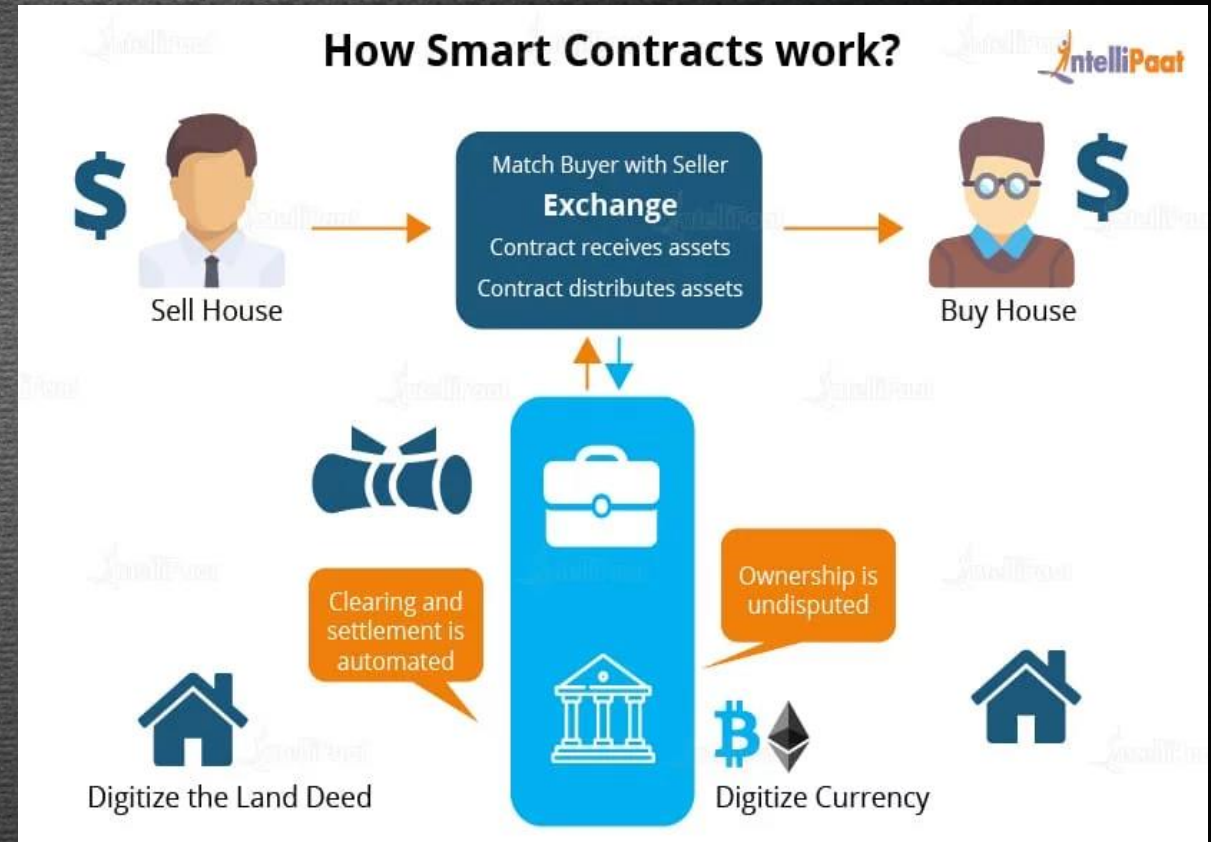 How Smart Contracts work?
IntelliPaat
Match Buyer with Seller
Exchange
Contract receives assets
Contract distributes assets
$
$
Sell House
Buy House
Clearing and
settlement is
automated
Ownership is
undisputed
Digitize the Land Deed
Digitize Currency